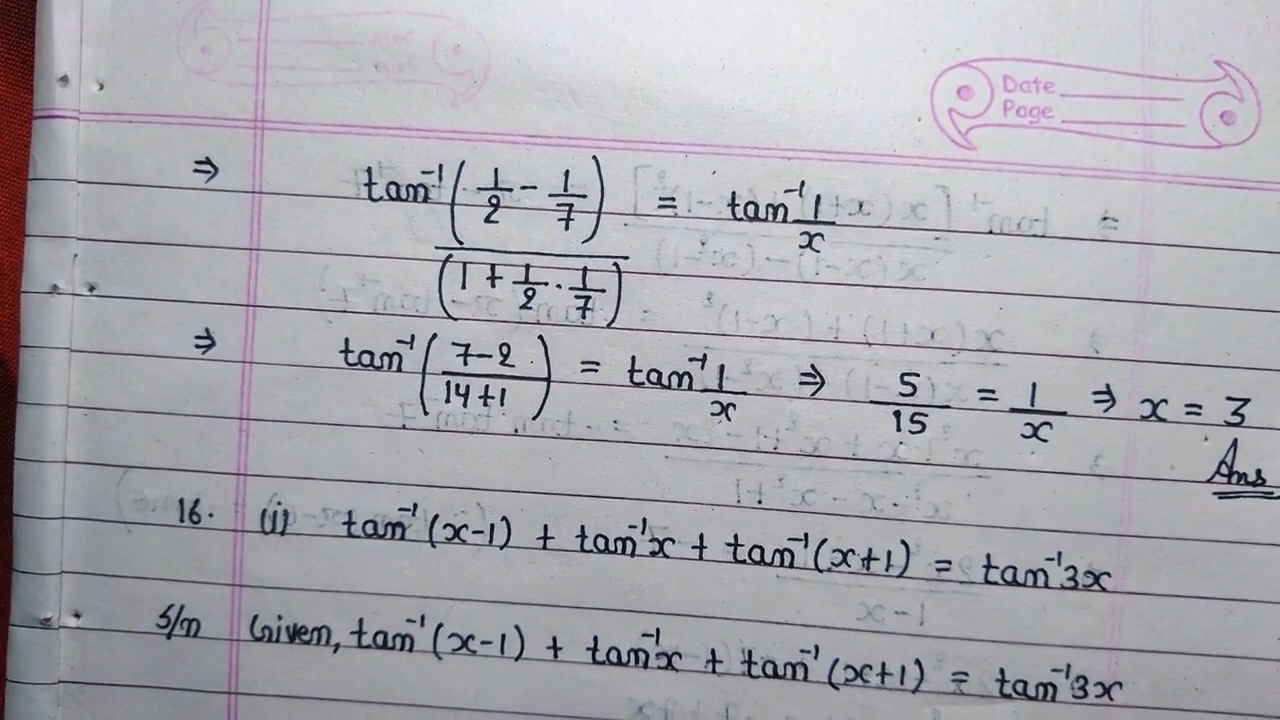 Date
Page
⇒ tan⁻¹ (1/2 - 1/7) / (1 + 1/2 · 1/7) = tan⁻¹ 1/x
⇒ tan⁻¹ ((7-2)/(14+1)) = tan⁻¹ 1/x ⇒ 5/15 = 1/x ⇒ x = 3
Ans
16. (i) tan⁻¹(x-1) + tan⁻¹x + tan⁻¹(x+1) = tan⁻¹3x
S/n Given, tan⁻¹(x-1) + tan⁻¹x + tan⁻¹(x+1) = tan⁻¹3x